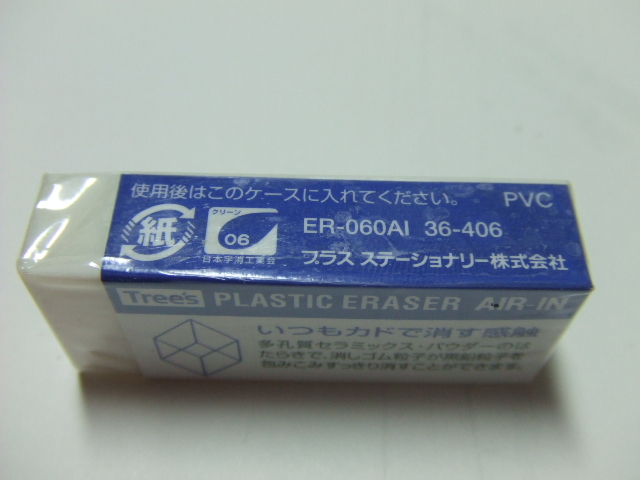 使用後はこのケースに入れてください。 PVC
紙
クリーン
06
日本字消工業会
ER-060AI 36-406
プラス ステーショナリー株式会社
Tree's PLASTIC ERASER AIR-IN
いつもカドで消す感触
多孔質セラミックス・パウダーのは
たらきで、消しゴム粒子が黒鉛粒子を
包みこみすっきり消すことができます。